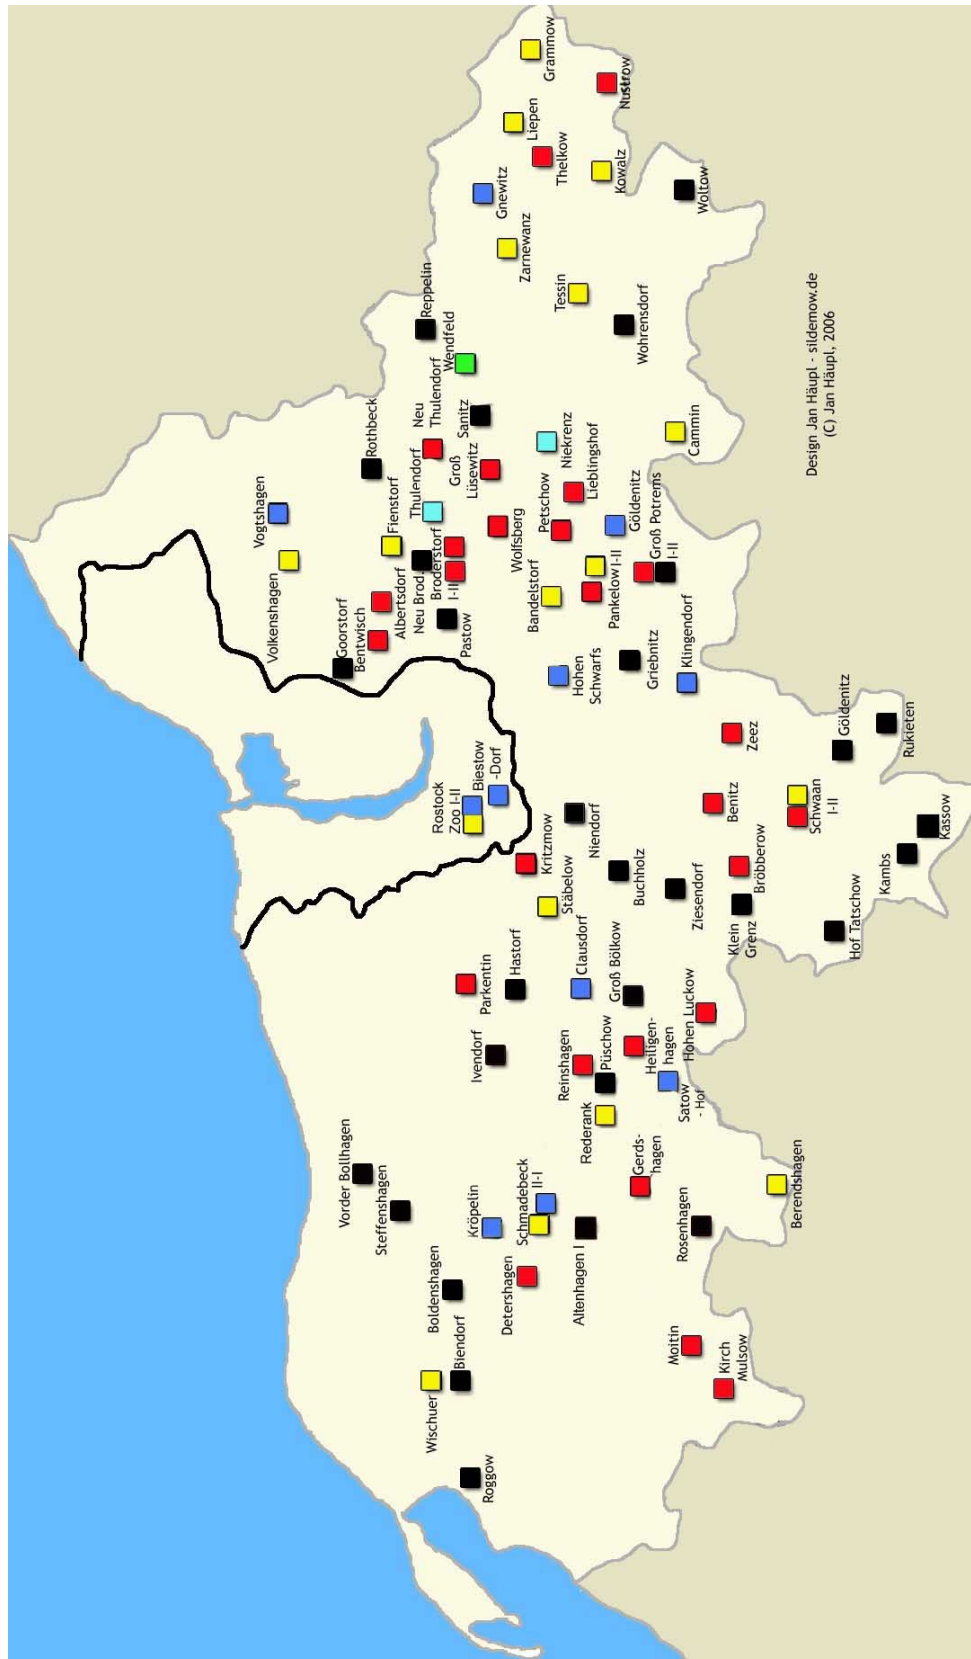 Grammow
Nustrow
Liepen
Thelkow
Kowalz
Gnewitz
Woltow
Zarnewanz
Tessin
Reppelin
Wohrensdorf
Wendfeld
Neu
Thulendorf
Sanitz
Rothbeck
Niekrenz
Cammin
Groß
Lüsewitz
Lieblingshof
Thulendorf
Vogtshagen
Göldenitz
Petschow
Wolfsberg
Fienstorf
Volkenshagen
Neu Brod.
Broderstorf
I-II
Groß Potrems
I-II
Pankelow I-II
Bandelstorf
Albertsdorf
Pastow
Bentwisch
Goorstorf
Griebnitz
Hohen
Schwarfs
Klingendorf
Zeez
Göldenitz
Rukieten
Biestow
-Dorf
Rostock
Zoo I-II
Benitz
Schwaan
I-II
Niendorf
Kassow
Kambs
Kritzmow
Buchholz
Bröbberow
Ziesendorf
Stäbelow
Klein
Grenz
Hof Tatschow
Parkentin
Hastorf
Clausdorf
Groß Bölkow
Hohen Luckow
Heiligen-
hagen
Ivendorf
Reinshagen
Püschow
Satow
- Hof
Rederank
Vorder Bollhagen
Gerds-
hagen
Berendshagen
Steffenshagen
Schmadebeck
II-I
Kröpelin
Altenhagen I
Rosenhagen
Detershagen
Boldenshagen
Moitin
Biendorf
Wischuer
Kirch
Mulsow
Roggow
Design Jan Häupl - sildemow.de
(C) Jan Häupl, 2006